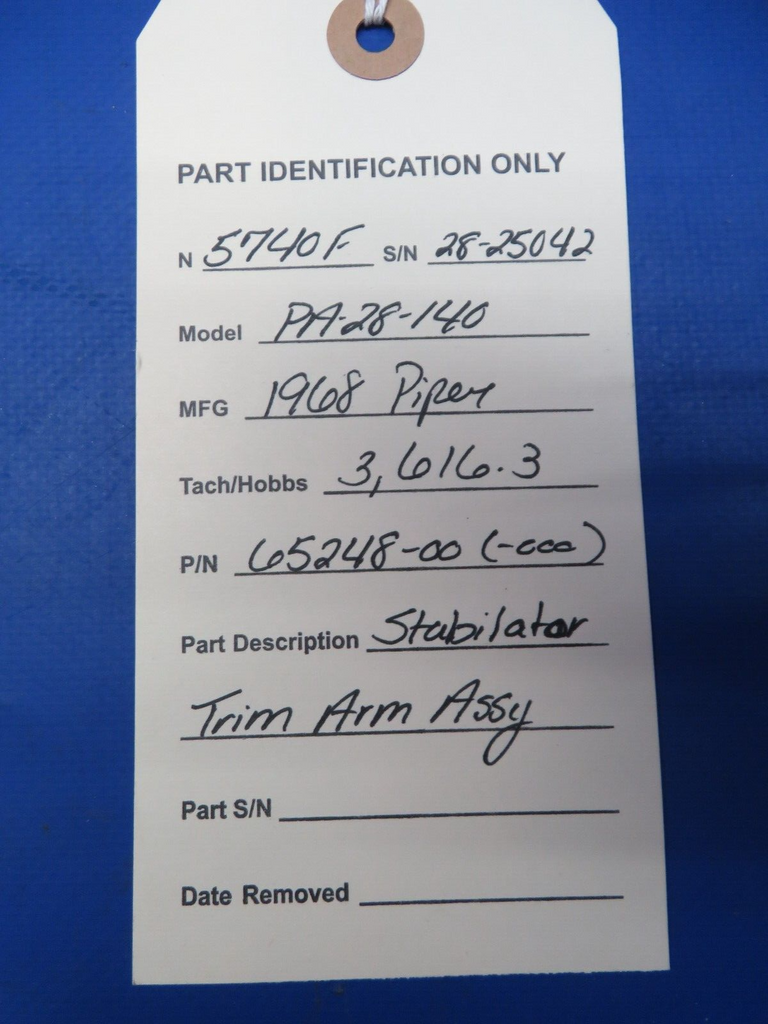 PART IDENTIFICATION ONLY
N 5740F S/N 28-25042
Model PA-28-140
MFG 1968 Piper
Tach/Hobbs 3,616.3
P/N 65248-00 (-000)
Part Description Stabilator
Trim Arm Assy
Part S/N
Date Removed